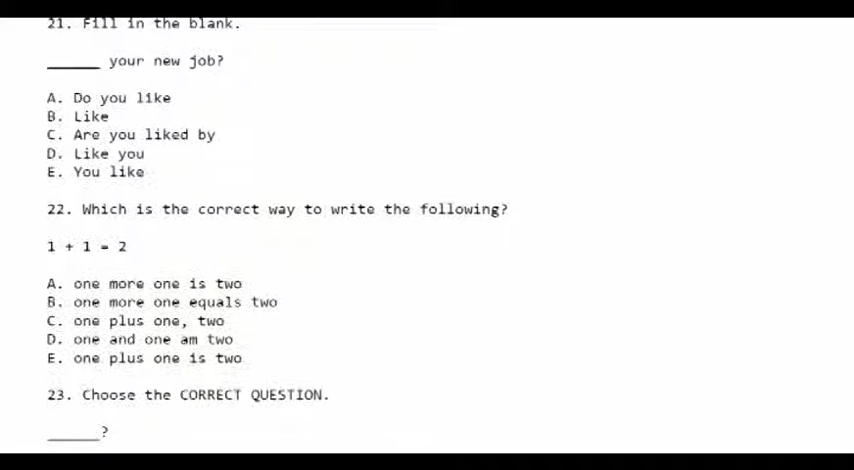 21. Fill in the blank.
______ your new job?
A. Do you like
B. Like
C. Are you liked by
D. Like you
E. You like
22. Which is the correct way to write the following?
1 + 1 = 2
A. one more one is two
B. one more one equals two
C. one plus one, two
D. one and one am two
E. one plus one is two
23. Choose the CORRECT QUESTION.
______?